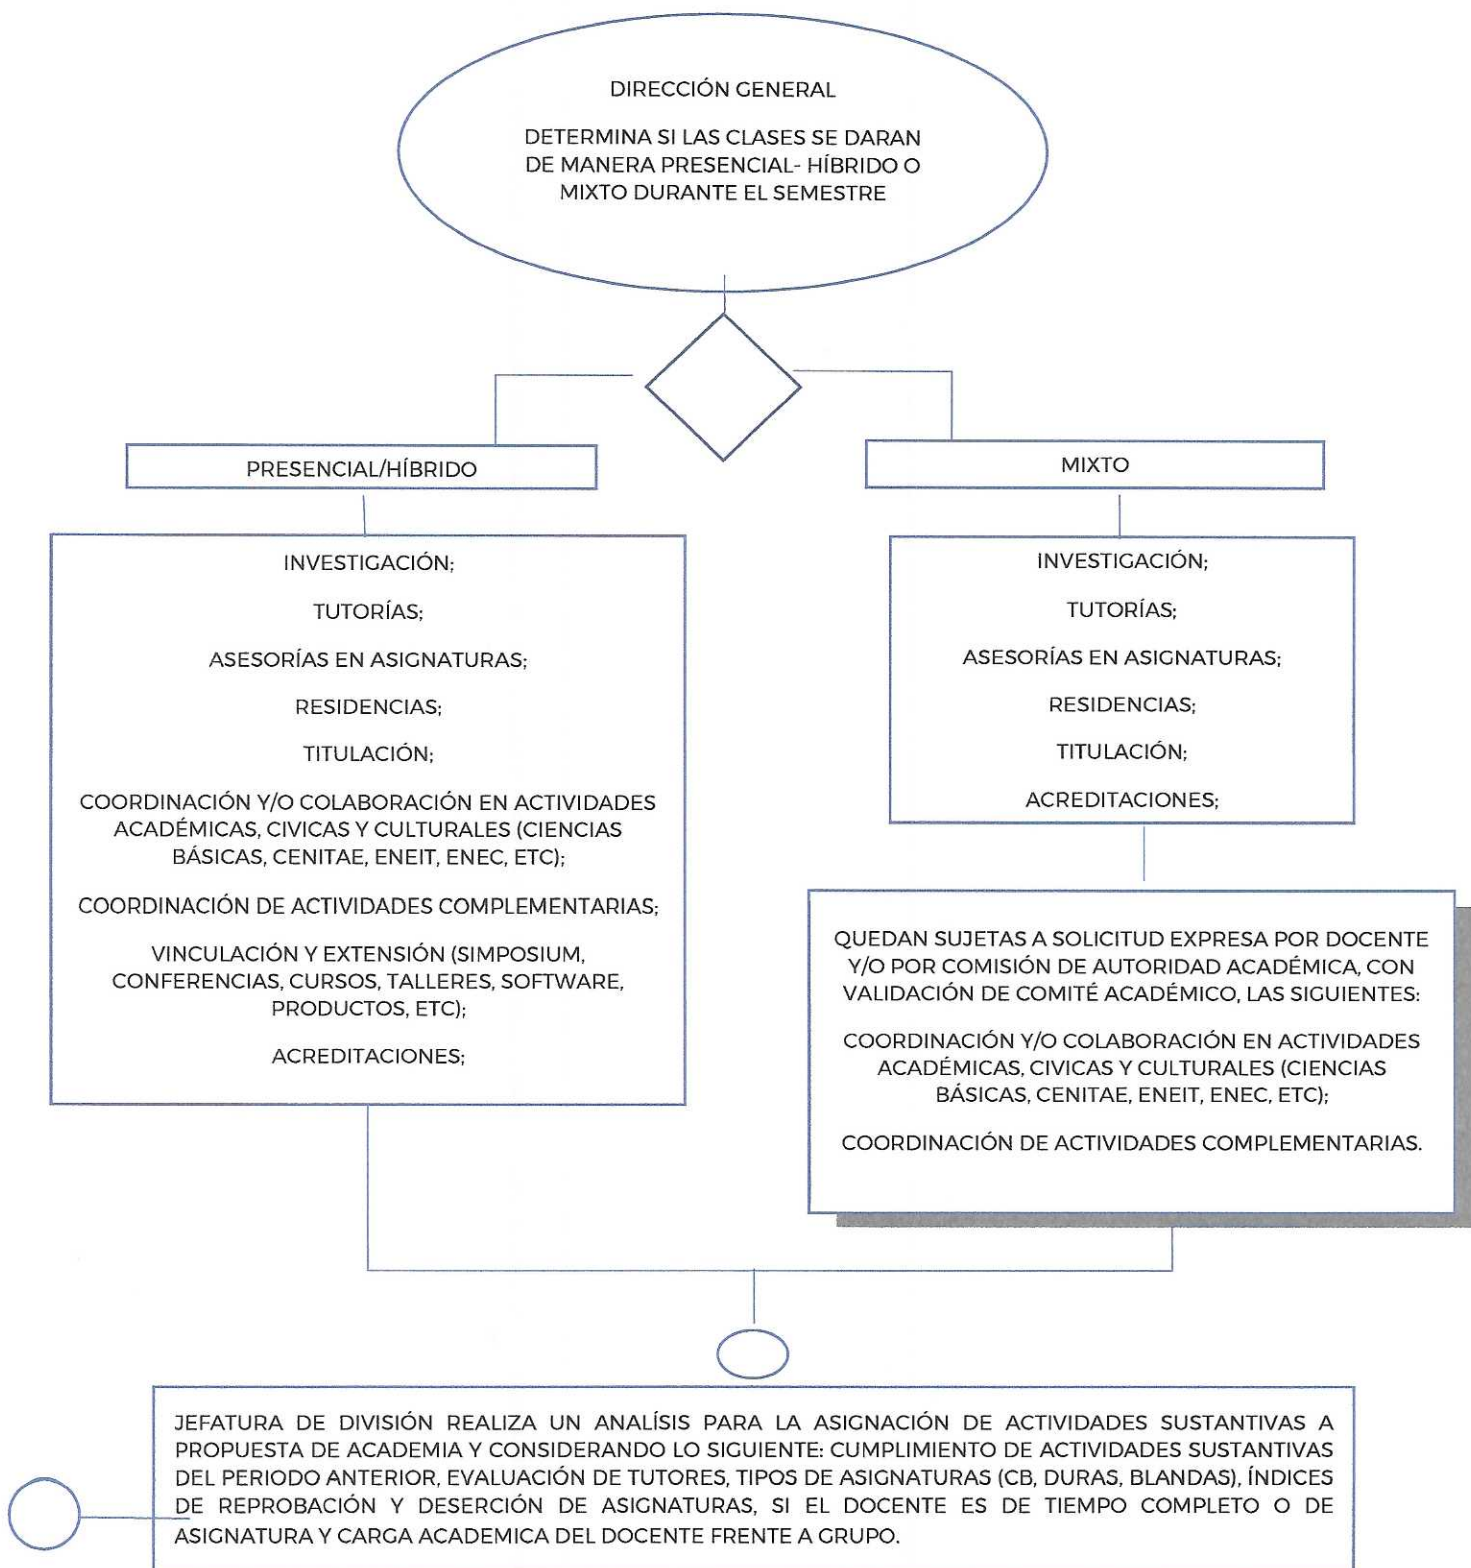 DIRECCIÓN GENERAL
DETERMINA SI LAS CLASES SE DARAN
DE MANERA PRESENCIAL- HÍBRIDO O
MIXTO DURANTE EL SEMESTRE
PRESENCIAL/HÍBRIDO
MIXTO
INVESTIGACIÓN;
TUTORÍAS;
ASESORÍAS EN ASIGNATURAS;
RESIDENCIAS;
TITULACIÓN;
COORDINACIÓN Y/O COLABORACIÓN EN ACTIVIDADES
ACADÉMICAS, CIVICAS Y CULTURALES (CIENCIAS
BÁSICAS, CENITAE, ENEIT, ENEC, ETC);
COORDINACIÓN DE ACTIVIDADES COMPLEMENTARIAS;
VINCULACIÓN Y EXTENSIÓN (SIMPOSIUM,
CONFERENCIAS, CURSOS, TALLERES, SOFTWARE,
PRODUCTOS, ETC);
ACREDITACIONES;
INVESTIGACIÓN;
TUTORÍAS;
ASESORÍAS EN ASIGNATURAS;
RESIDENCIAS;
TITULACIÓN;
ACREDITACIONES;
QUEDAN SUJETAS A SOLICITUD EXPRESA POR DOCENTE
Y/O POR COMISIÓN DE AUTORIDAD ACADÉMICA, CON
VALIDACIÓN DE COMITÉ ACADÉMICO, LAS SIGUIENTES:
COORDINACIÓN Y/O COLABORACIÓN EN ACTIVIDADES
ACADÉMICAS, CIVICAS Y CULTURALES (CIENCIAS
BÁSICAS, CENITAE, ENEIT, ENEC, ETC);
COORDINACIÓN DE ACTIVIDADES COMPLEMENTARIAS.
JEFATURA DE DIVISIÓN REALIZA UN ANALÍSIS PARA LA ASIGNACIÓN DE ACTIVIDADES SUSTANTIVAS A
PROPUESTA DE ACADEMIA Y CONSIDERANDO LO SIGUIENTE: CUMPLIMIENTO DE ACTIVIDADES SUSTANTIVAS
DEL PERIODO ANTERIOR, EVALUACIÓN DE TUTORES, TIPOS DE ASIGNATURAS (CB, DURAS, BLANDAS), ÍNDICES
DE REPROBACIÓN Y DESERCIÓN DE ASIGNATURAS, SI EL DOCENTE ES DE TIEMPO COMPLETO O DE
ASIGNATURA Y CARGA ACADEMICA DEL DOCENTE FRENTE A GRUPO.